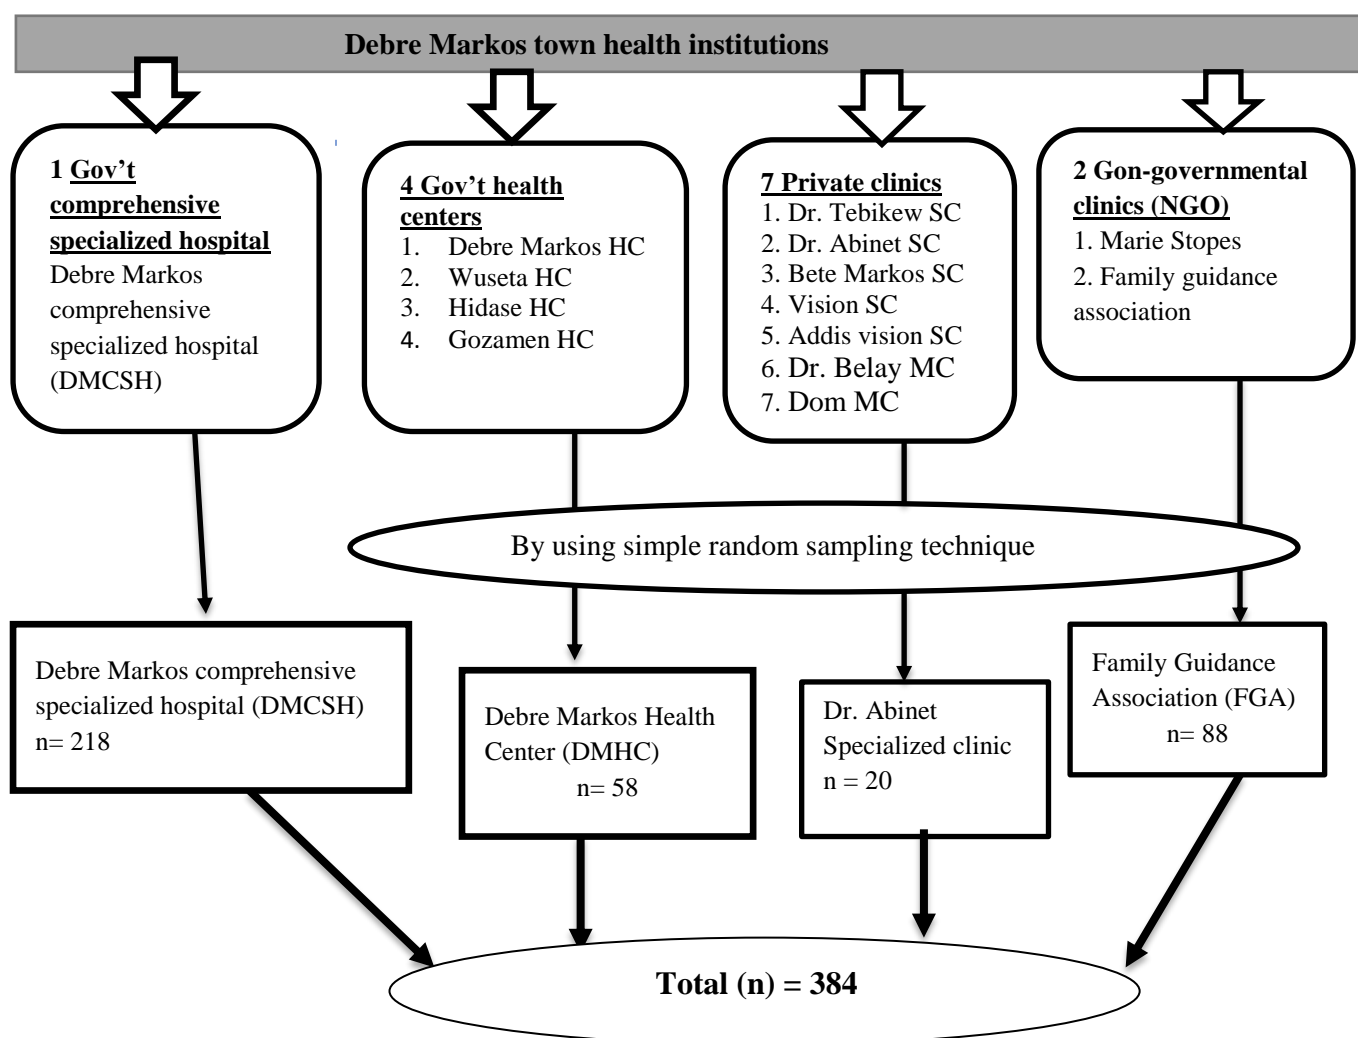 Debre Markos town health institutions
1 Gov’t
comprehensive
specialized hospital
Debre Markos
comprehensive
specialized hospital
(DMCSH)
4 Gov’t health
centers
1. Debre Markos HC
2. Wuseta HC
3. Hidase HC
4. Gozamen HC
7 Private clinics
1. Dr. Tebikew SC
2. Dr. Abinet SC
3. Bete Markos SC
4. Vision SC
5. Addis vision SC
6. Dr. Belay MC
7. Dom MC
2 Gon-governmental
clinics (NGO)
1. Marie Stopes
2. Family guidance
association
By using simple random sampling technique
Debre Markos comprehensive
specialized hospital (DMCSH)
n= 218
Debre Markos Health
Center (DMHC)
n= 58
Dr. Abinet
Specialized clinic
n = 20
Family Guidance
Association (FGA)
n= 88
Total (n) = 384